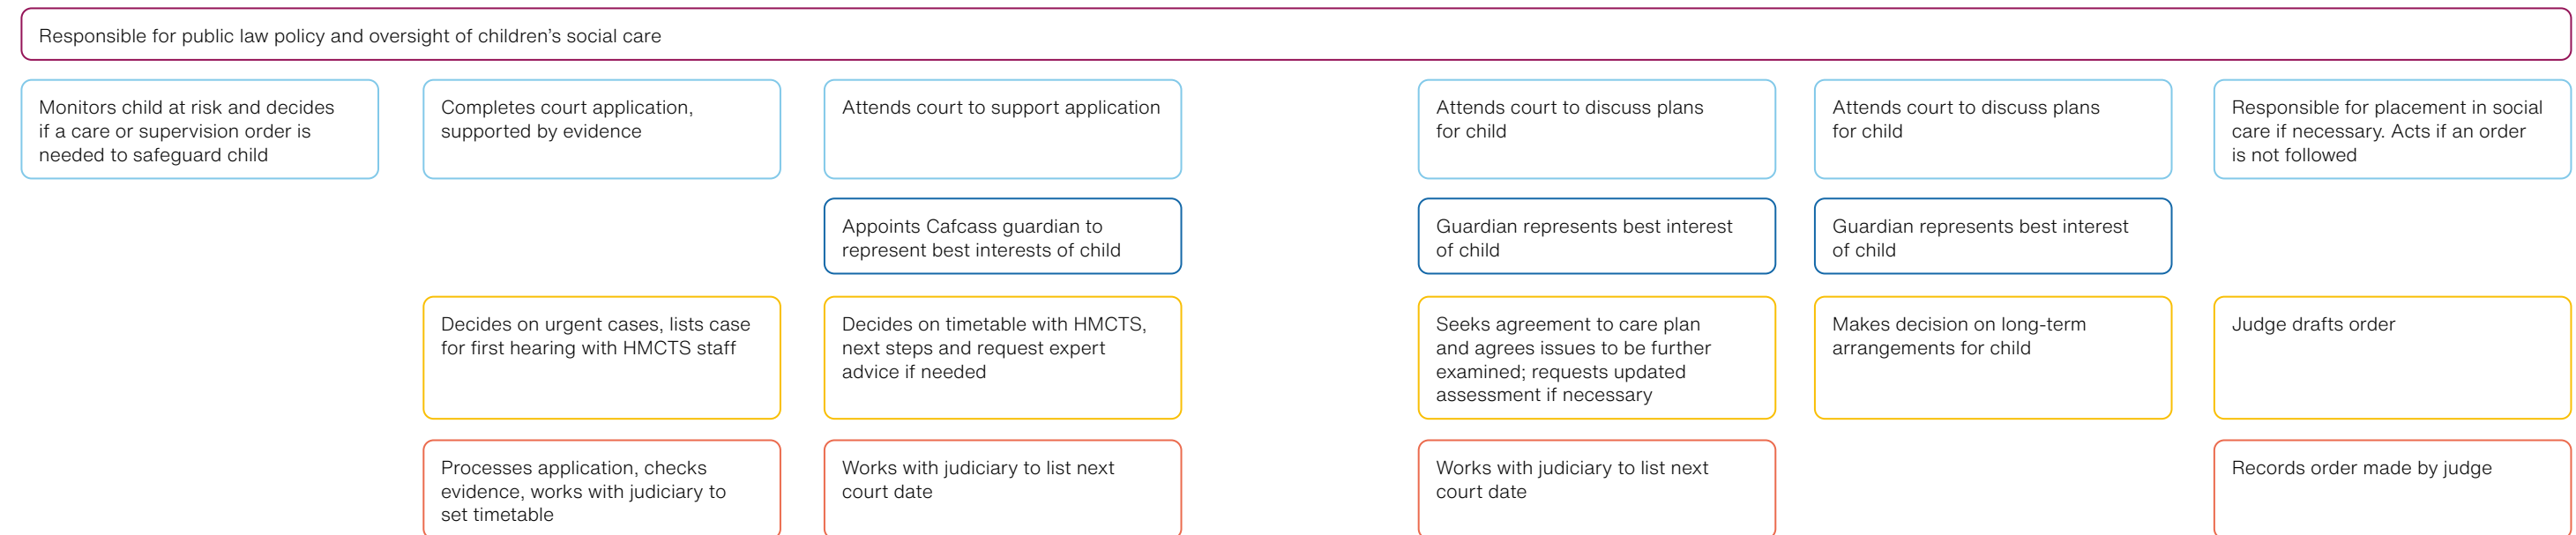 Responsible for public law policy and oversight of children’s social care
Monitors child at risk and decides
if a care or supervision order is
needed to safeguard child
Completes court application,
supported by evidence
Attends court to support application
Attends court to discuss plans
for child
Attends court to discuss plans
for child
Responsible for placement in social
care if necessary. Acts if an order
is not followed
Appoints Cafcass guardian to
represent best interests of child
Guardian represents best interest
of child
Guardian represents best interest
of child
Decides on urgent cases, lists case
for first hearing with HMCTS staff
Decides on timetable with HMCTS,
next steps and request expert
advice if needed
Seeks agreement to care plan
and agrees issues to be further
examined; requests updated
assessment if necessary
Makes decision on long-term
arrangements for child
Judge drafts order
Processes application, checks
evidence, works with judiciary to
set timetable
Works with judiciary to list next
court date
Works with judiciary to list next
court date
Records order made by judge